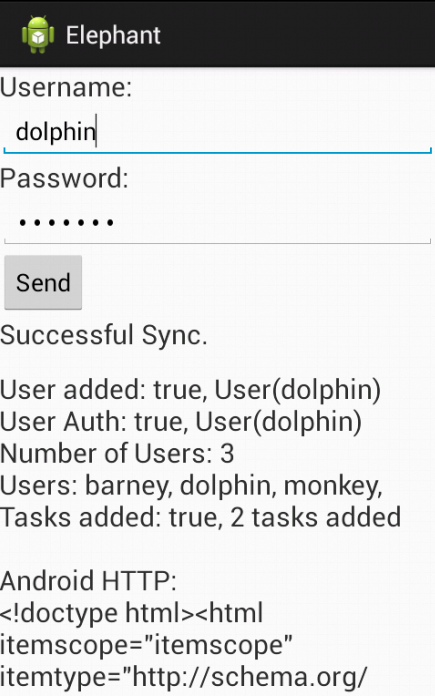 Elephant
Username:
dolphin
Password:
•••••••
Send
Successful Sync.
User added: true, User(dolphin)
User Auth: true, User(dolphin)
Number of Users: 3
Users: barney, dolphin, monkey,
Tasks added: true, 2 tasks added
Android HTTP:
<!doctype html><html
itemscope="itemscope"
itemtype="http://schema.org/